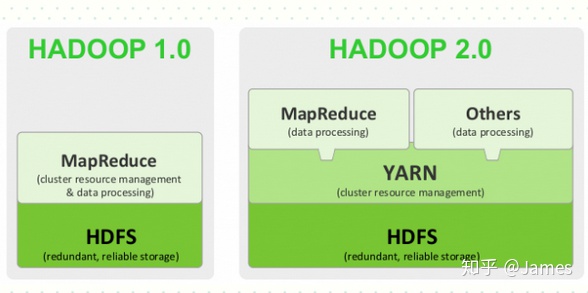 HADOOP 1.0
MapReduce
(cluster resource management
& data processing)
HDFS
(redundant, reliable storage)
HADOOP 2.0
MapReduce
(data processing)
Others
(data processing)
YARN
(cluster resource management)
HDFS
(redundant, reliable storage)
知乎 @James